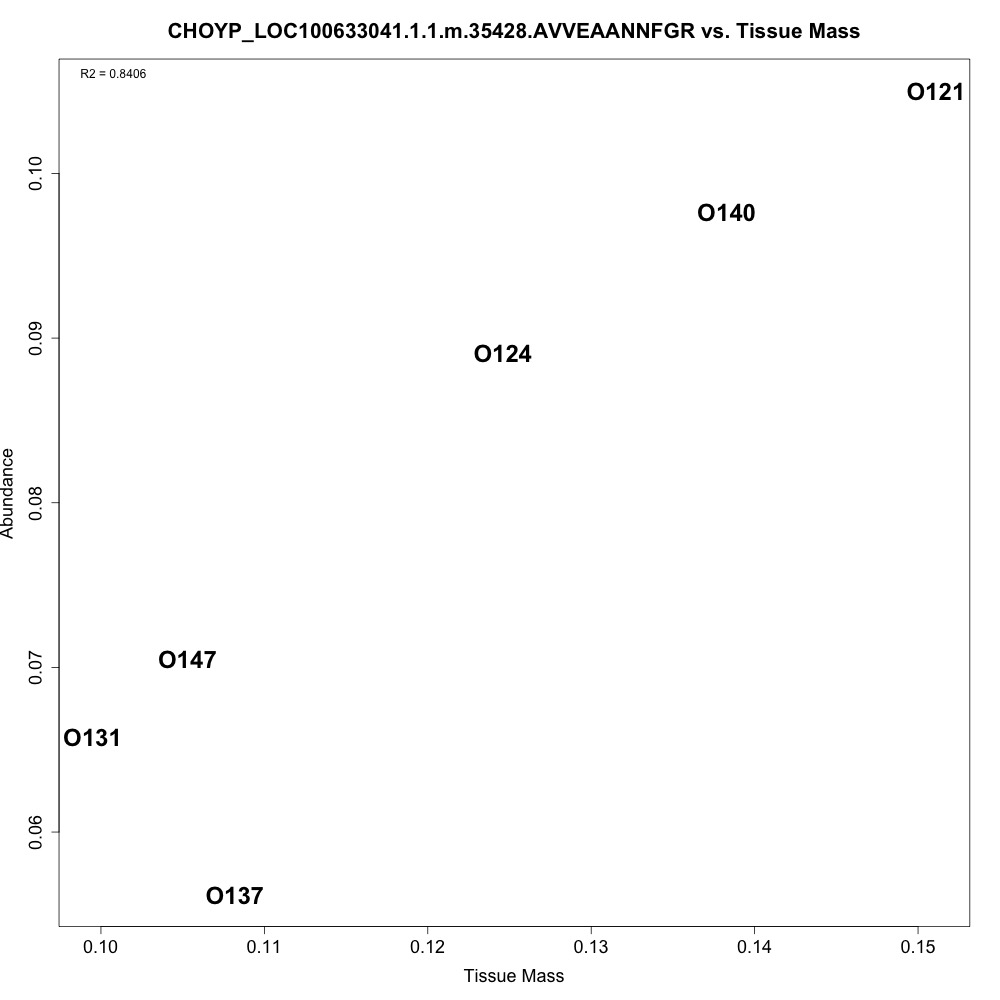 CHOYP_LOC100633041.1.1.m.35428.AVVEAANNFGR vs. Tissue Mass
R2 = 0.8406
O121
0.10
O140
0.09
O124
Abundance
0.08
0.07
O147
O131
0.06
O137
0.10 0.11 0.12 0.13 0.14 0.15
Tissue Mass